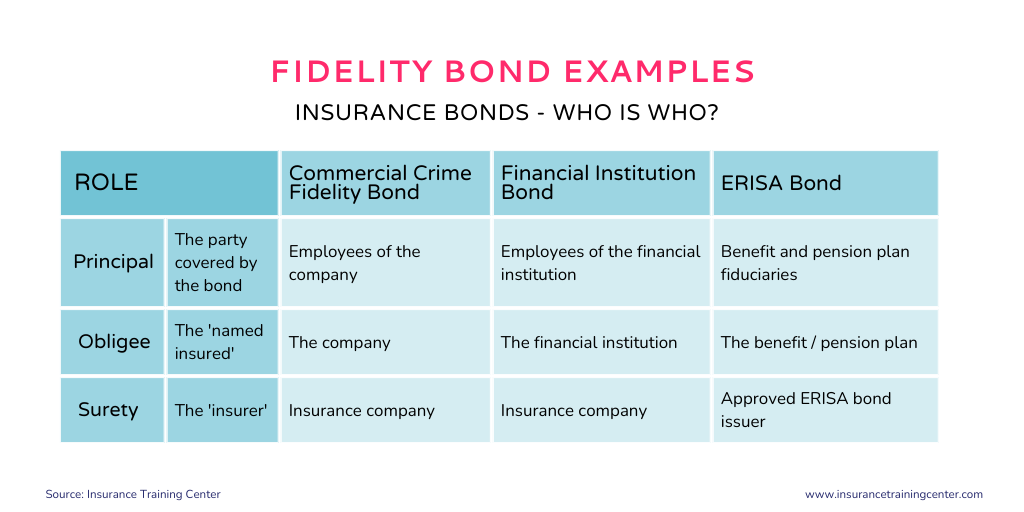 FIDELITY BOND EXAMPLES
INSURANCE BONDS - WHO IS WHO?
ROLE
Commercial Crime
Fidelity Bond
Financial Institution
Bond
ERISA Bond
Principal
The party
covered by
the bond
Employees of the
company
Employees of the financial
institution
Benefit and pension plan
fiduciaries
Obligee
The 'named
insured'
The company
The financial institution
The benefit / pension plan
Surety
The 'insurer'
Insurance company
Insurance company
Approved ERISA bond
issuer
Source: Insurance Training Center
www.insurancetrainingcenter.com